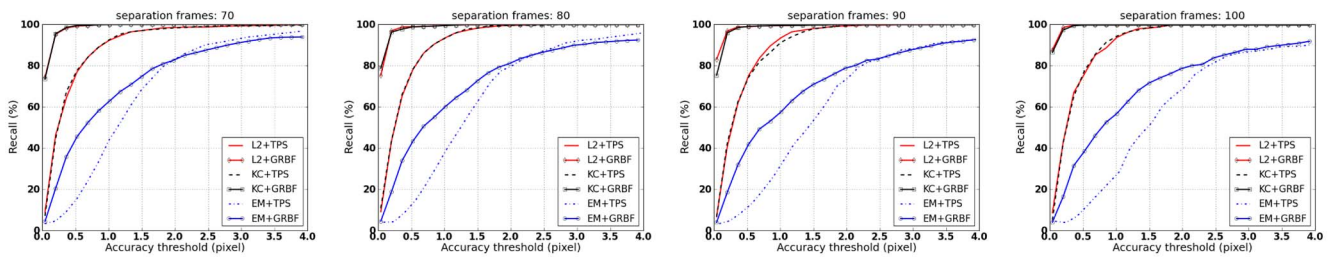 separation frames: 70
100
80
60
40
20
0
Recall (%)
L2+TPS
L2+GRBF
KC+TPS
KC+GRBF
EM+TPS
EM+GRBF
0.0 0.5 1.0 1.5 2.0 2.5 3.0 3.5 4.0
Accuracy threshold (pixel)
separation frames: 80
100
80
60
40
20
0
Recall (%)
L2+TPS
L2+GRBF
KC+TPS
KC+GRBF
EM+TPS
EM+GRBF
0.0 0.5 1.0 1.5 2.0 2.5 3.0 3.5 4.0
Accuracy threshold (pixel)
separation frames: 90
100
80
60
40
20
0
Recall (%)
L2+TPS
L2+GRBF
KC+TPS
KC+GRBF
EM+TPS
EM+GRBF
0.0 0.5 1.0 1.5 2.0 2.5 3.0 3.5 4.0
Accuracy threshold (pixel)
separation frames: 100
100
80
60
40
20
0
Recall (%)
L2+TPS
L2+GRBF
KC+TPS
KC+GRBF
EM+TPS
EM+GRBF
0.0 0.5 1.0 1.5 2.0 2.5 3.0 3.5 4.0
Accuracy threshold (pixel)